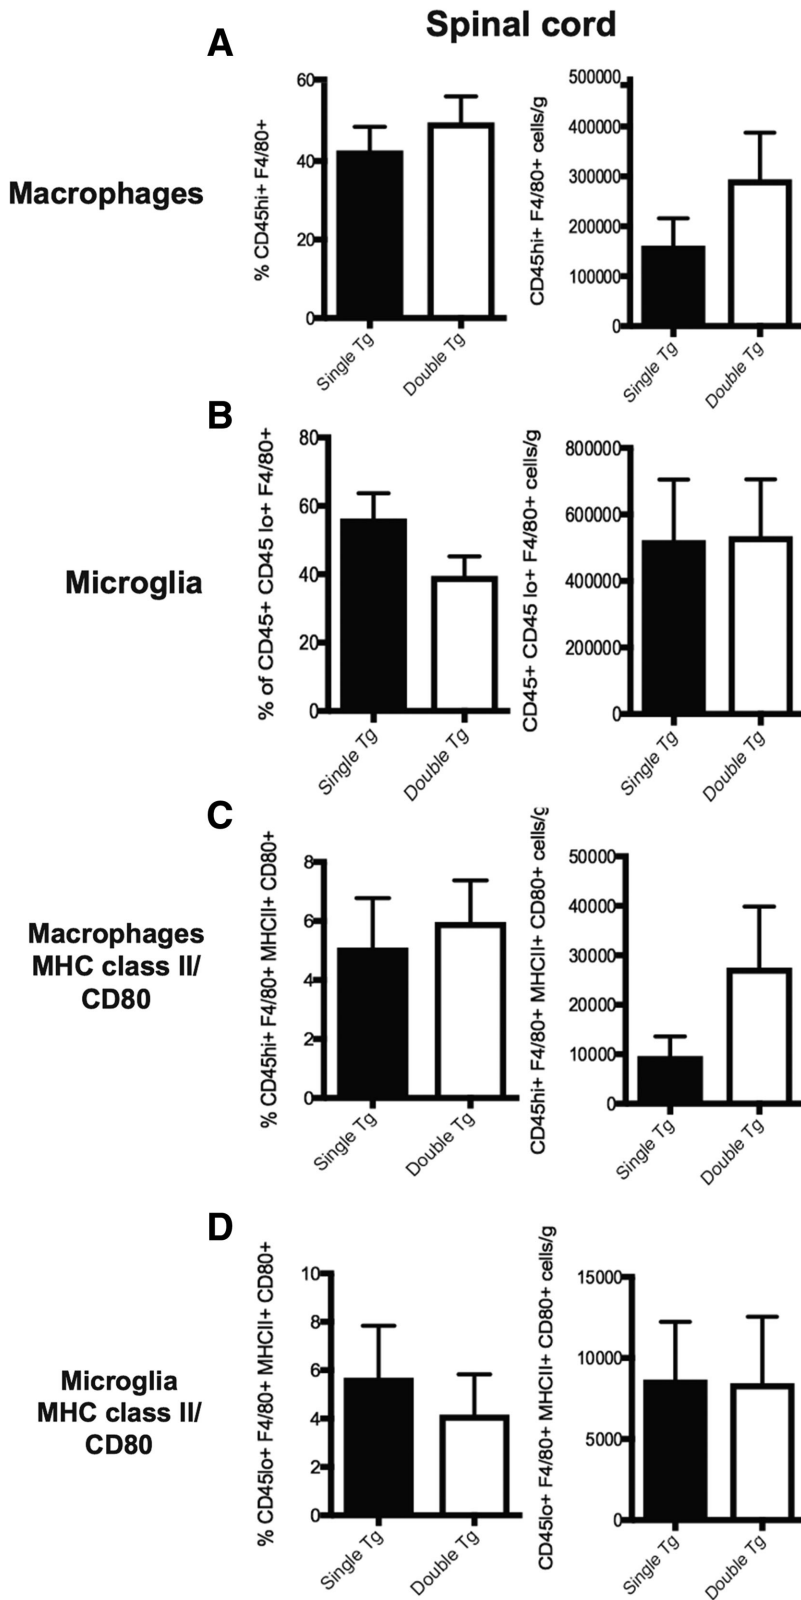 Spinal cord
A
Macrophages
% CD45hi+ F4/80+
60
40
20
0
Single Tg
Double Tg
CD45hi+ F4/80+ cells/g
500000
400000
300000
200000
100000
0
Single Tg
Double Tg
B
Microglia
% of CD45+ CD45 lo+ F4/80+
80
60
40
20
0
Single Tg
Double Tg
CD45+ CD45 lo+ F4/80+ cells/g
800000
600000
400000
200000
0
Single Tg
Double Tg
C
Macrophages
MHC class II/
CD80
% CD45hi+ F4/80+ MHCII+ CD80+
8
6
4
2
0
Single Tg
Double Tg
CD45hi+ F4/80+ MHCII+ CD80+ cells/g
50000
40000
30000
20000
10000
0
Single Tg
Double Tg
D
Microglia
MHC class II/
CD80
% CD45lo+ F4/80+ MHCII+ CD80+
10
8
6
4
2
0
Single Tg
Double Tg
CD45lo+ F4/80+ MHCII+ CD80+ cells/g
15000
10000
5000
0
Single Tg
Double Tg